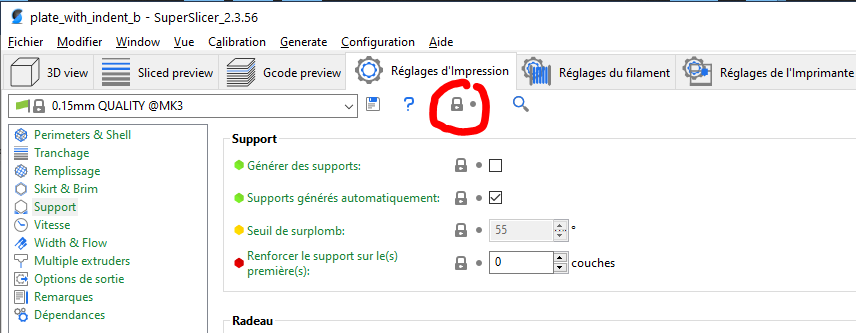 plate_with_indent_b - SuperSlicer_2.3.56
Fichier Modifier Window Vue Calibration Generate Configuration Aide
3D view Sliced preview Gcode preview Réglages d'Impression Réglages du filament Réglages de l'Imprimante
0.15mm QUALITY @MK3 ?
Perimeters & Shell
Tranchage
Remplissage
Skirt & Brim
Support
Vitesse
Width & Flow
Multiple extruders
Options de sortie
Remarques
Dépendances
Support
Générer des supports:
Supports générés automatiquement:
Seuil de surplomb: 55 °
Renforcer le support sur le(s)
première(s): 0 couches
Radeau